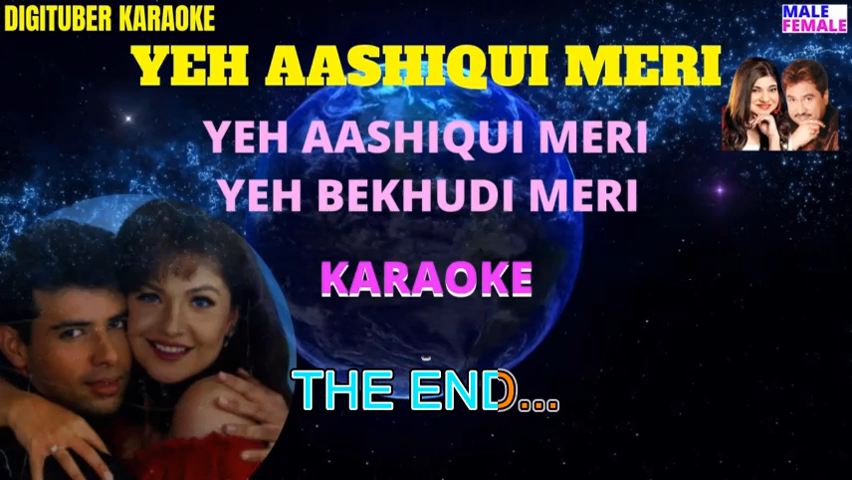 DIGITUBER KARAOKE
MALE
FEMALE
YEH AASHIQUI MERI
YEH AASHIQUI MERI
YEH BEKHUDI MERI
KARAOKE
THE END...